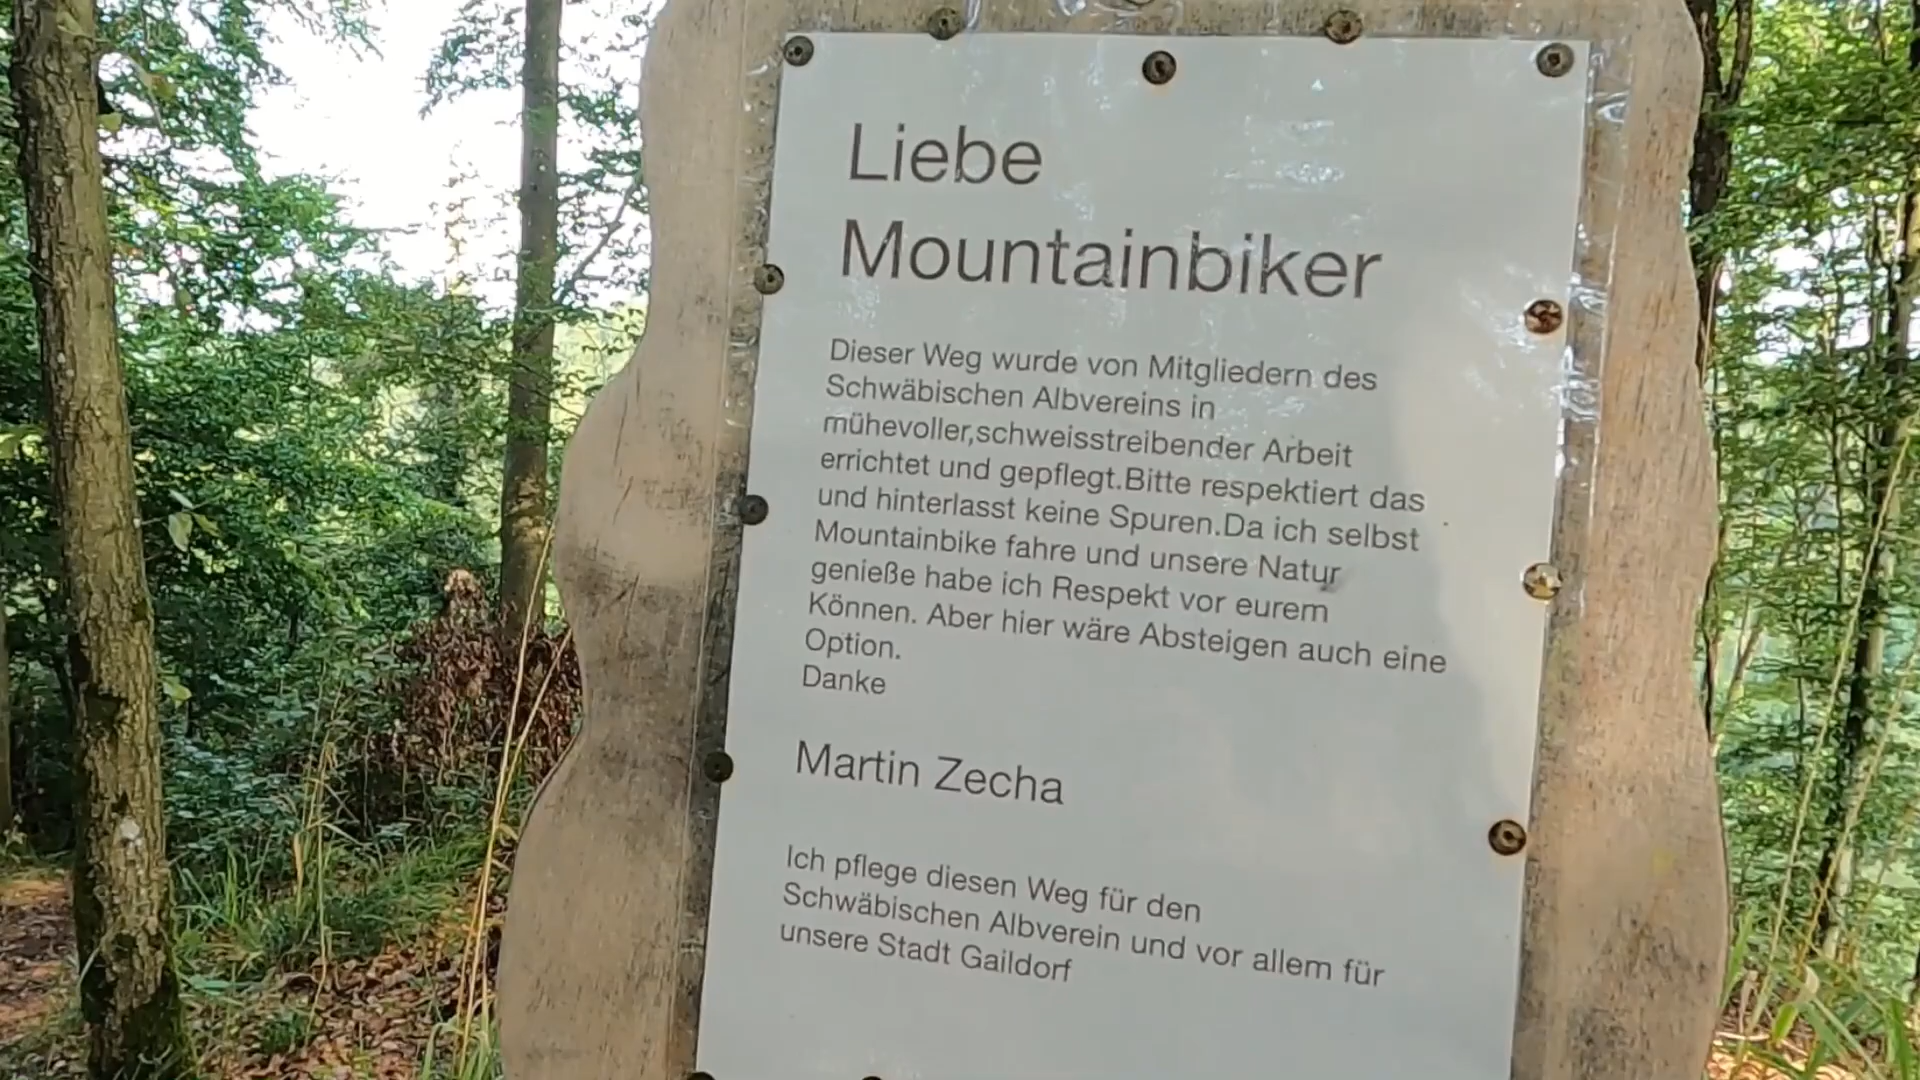 Liebe
Mountainbiker
Dieser Weg wurde von Mitgliedern des
Schwäbischen Albvereins in
mühevoller,schweisstreibender Arbeit
errichtet und gepflegt.Bitte respektiert das
und hinterlasst keine Spuren.Da ich selbst
Mountainbike fahre und unsere Natur
genieße habe ich Respekt vor eurem
Können. Aber hier wäre Absteigen auch eine
Option.
Danke
Martin Zecha
Ich pflege diesen Weg für den
Schwäbischen Albverein und vor allem für
unsere Stadt Gaildorf